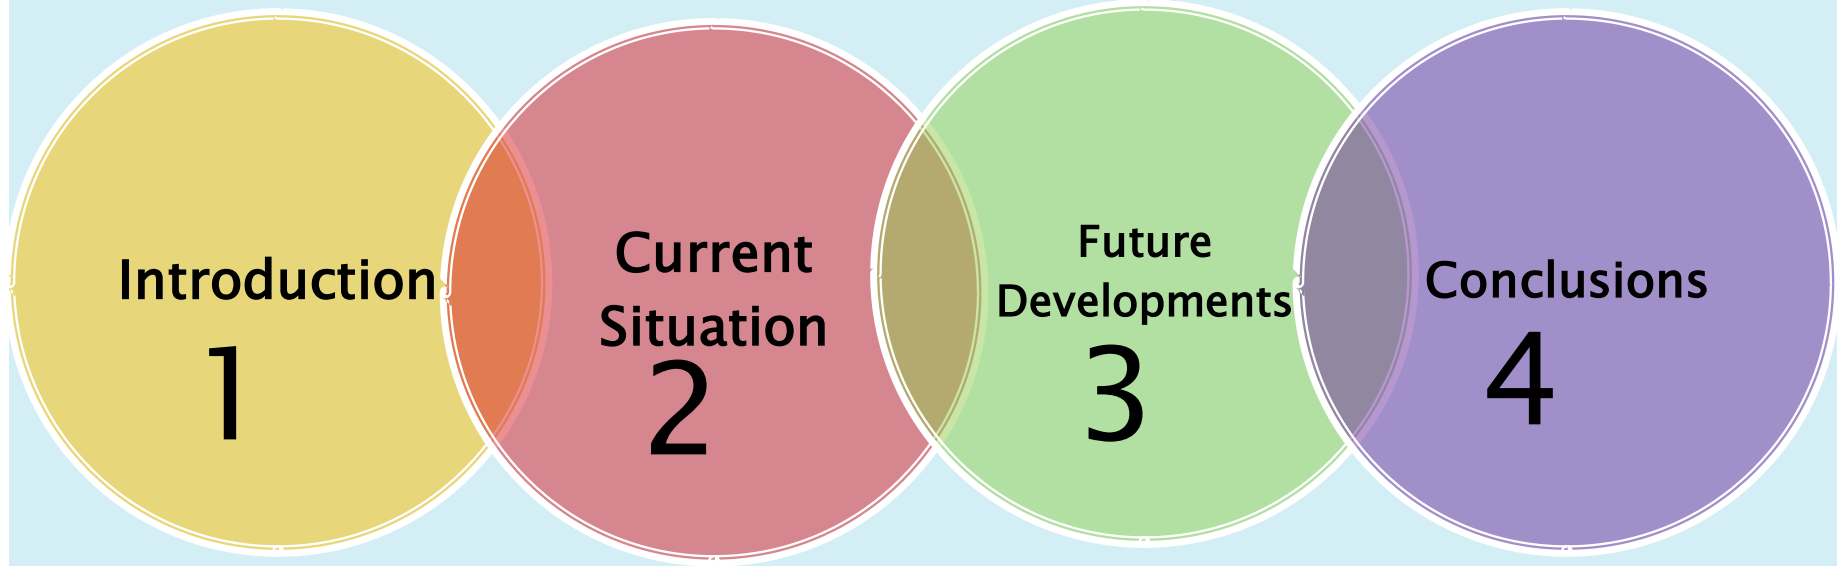 Introduction
1
Current
Situation
2
Future
Developments
3
Conclusions
4